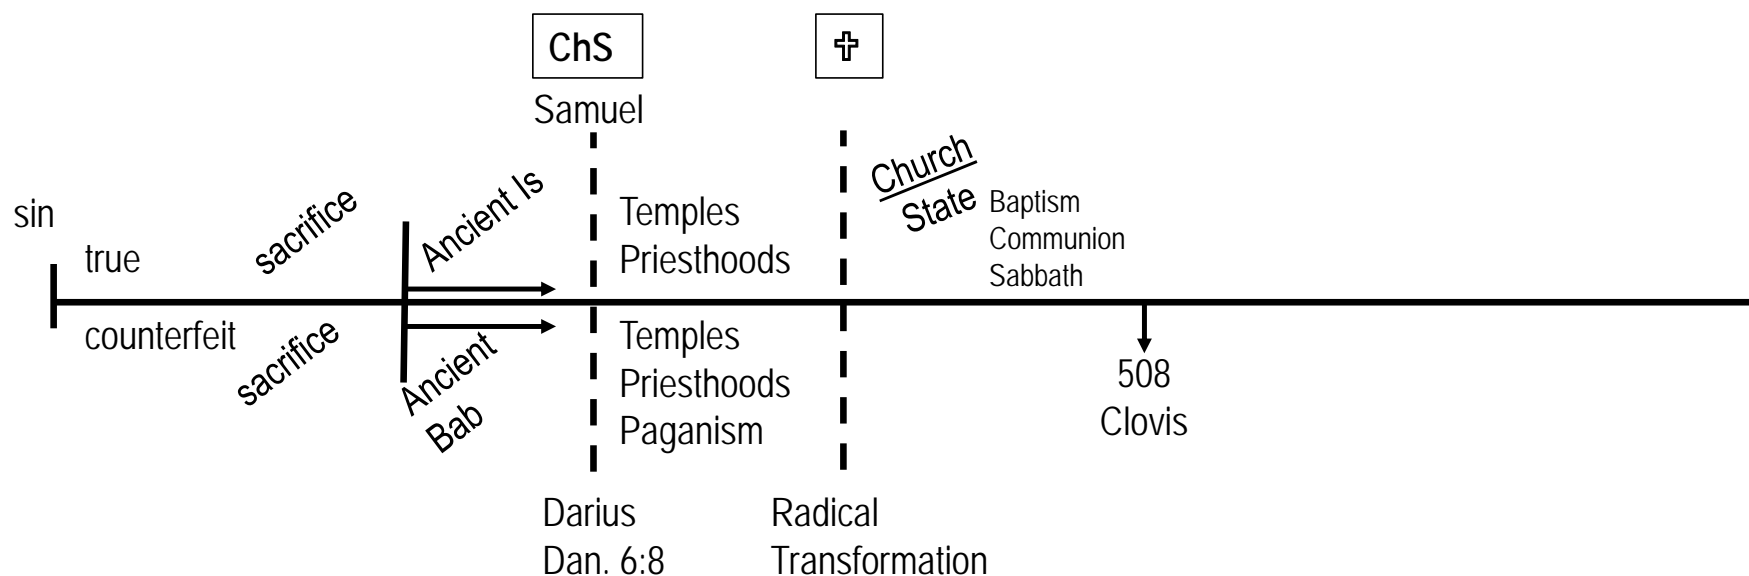 ChS
✞
Samuel
Church
State
Baptism
Communion
Sabbath
sin
true
sacrifice
Ancient Is
Temples
Priesthoods
counterfeit
sacrifice
Ancient
Bab
Temples
Priesthoods
Paganism
508
Clovis
Darius
Dan. 6:8
Radical
Transformation